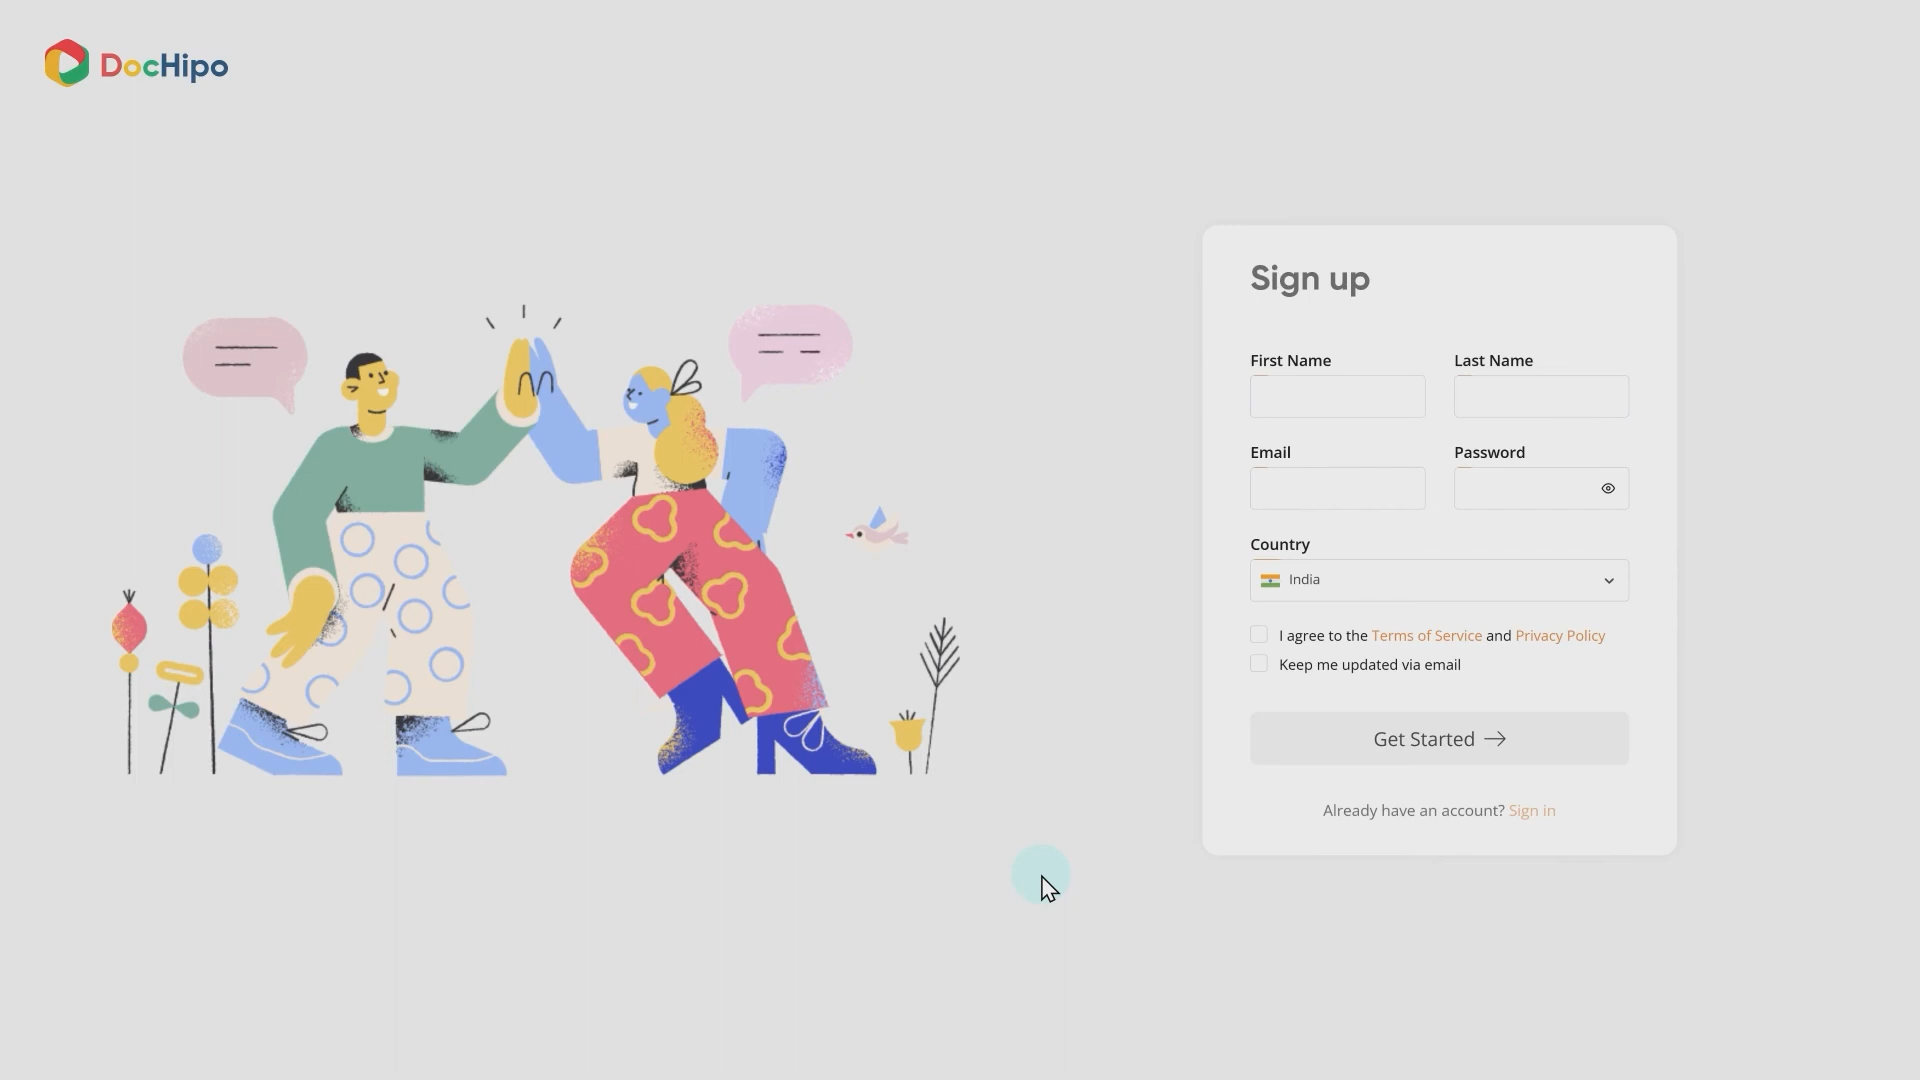 DocHipo
Sign up
First Name Last Name
Email Password
Country
India
I agree to the Terms of Service and Privacy Policy
Keep me updated via email
Get Started
Already have an account? Sign in